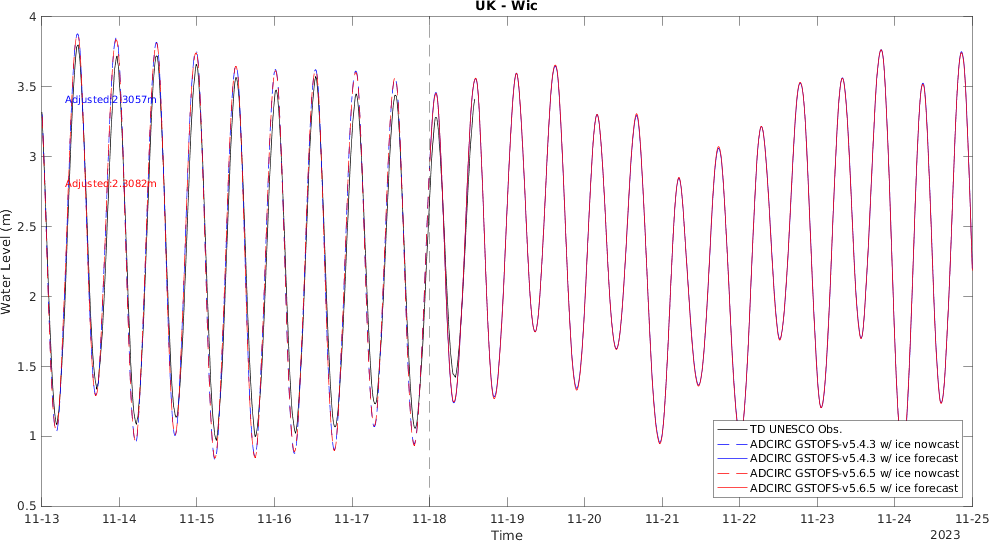 UK - Wic
4
3.5
3
2.5
2
1.5
1
0.5
Water Level (m)
Adjusted:2.3057m
Adjusted:2.3082m
TD UNESCO Obs.
ADCIRC GSTOFS-v5.4.3 w/ ice nowcast
ADCIRC GSTOFS-v5.4.3 w/ ice forecast
ADCIRC GSTOFS-v5.6.5 w/ ice nowcast
ADCIRC GSTOFS-v5.6.5 w/ ice forecast
11-13 11-14 11-15 11-16 11-17 11-18 11-19 11-20 11-21 11-22 11-23 11-24 11-25
Time
2023